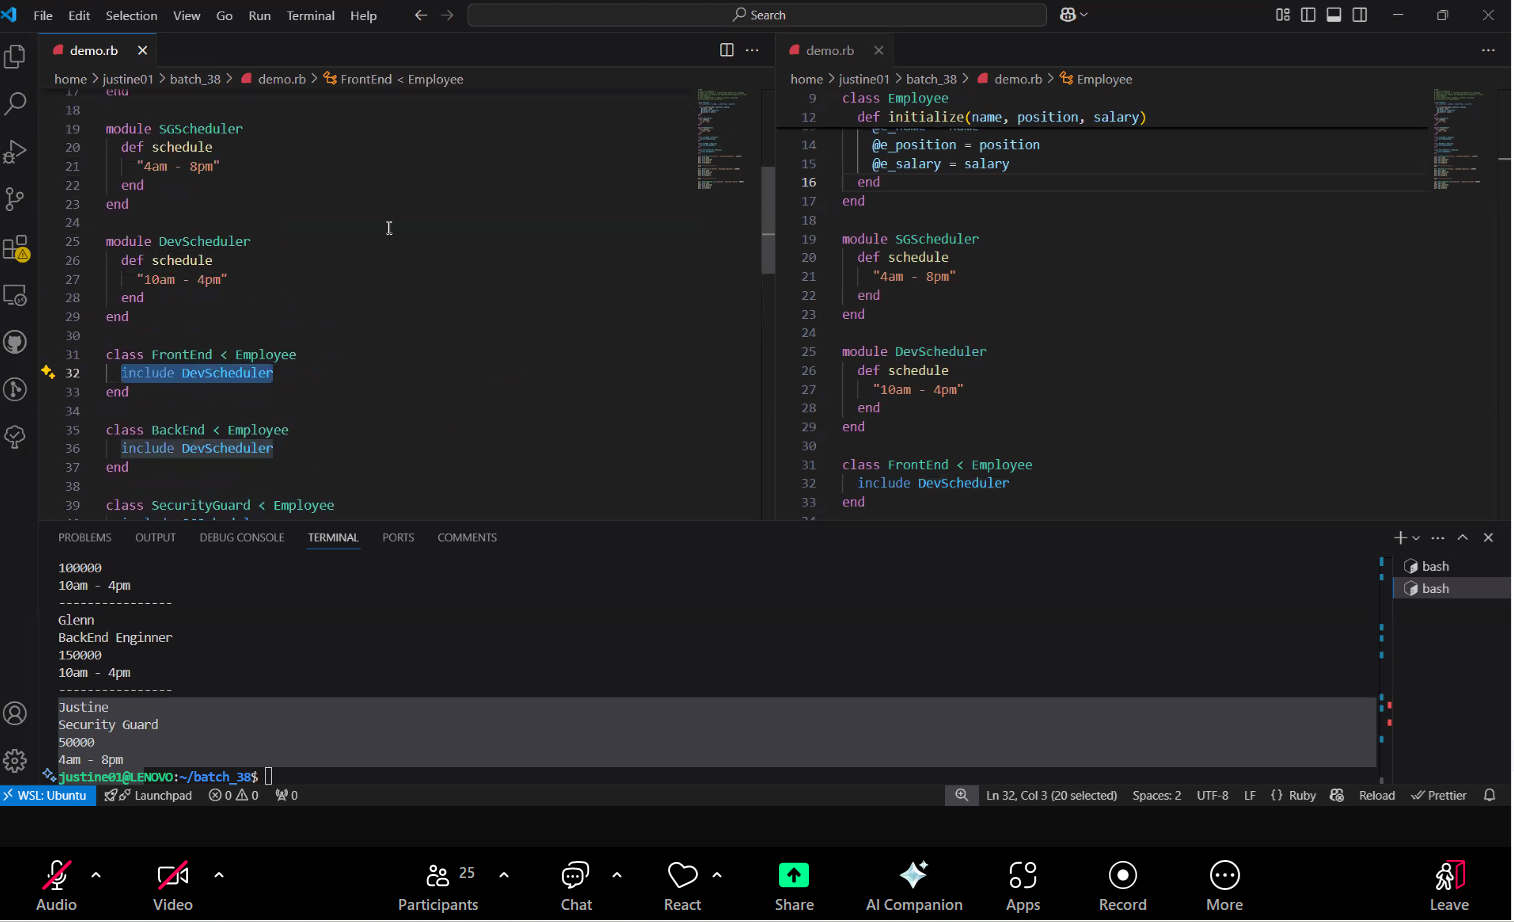 File Edit Selection View Go Run Terminal Help
Search
demo.rb
home > justine01 > batch_38 > demo.rb > FrontEnd < Employee
17 end
18
19 module SGScheduler
20 def schedule
21 "4am - 8pm"
22 end
23 end
24
25 module DevScheduler
26 def schedule
27 "10am - 4pm"
28 end
29 end
30
31 class FrontEnd < Employee
32 include DevScheduler
33 end
34
35 class BackEnd < Employee
36 include DevScheduler
37 end
38
39 class SecurityGuard < Employee
demo.rb
home > justine01 > batch_38 > demo.rb > Employee
9 class Employee
12 def initialize(name, position, salary)
14 @e_position = position
15 @e_salary = salary
16 end
17 end
18
19 module SGScheduler
20 def schedule
21 "4am - 8pm"
22 end
23 end
24
25 module DevScheduler
26 def schedule
27 "10am - 4pm"
28 end
29 end
30
31 class FrontEnd < Employee
32 include DevScheduler
33 end
PROBLEMS OUTPUT DEBUG CONSOLE TERMINAL PORTS COMMENTS
100000
10am - 4pm
----------------
Glenn
BackEnd Enginner
150000
10am - 4pm
----------------
Justine
Security Guard
50000
4am - 8pm
justine01@LENOVO:~/batch_38$
bash
bash
WSL: Ubuntu Launchpad 0 0 0 Ln 32, Col 3 (20 selected) Spaces: 2 UTF-8 LF {} Ruby Reload Prettier
25
Audio Video Participants Chat React Share AI Companion Apps Record More Leave